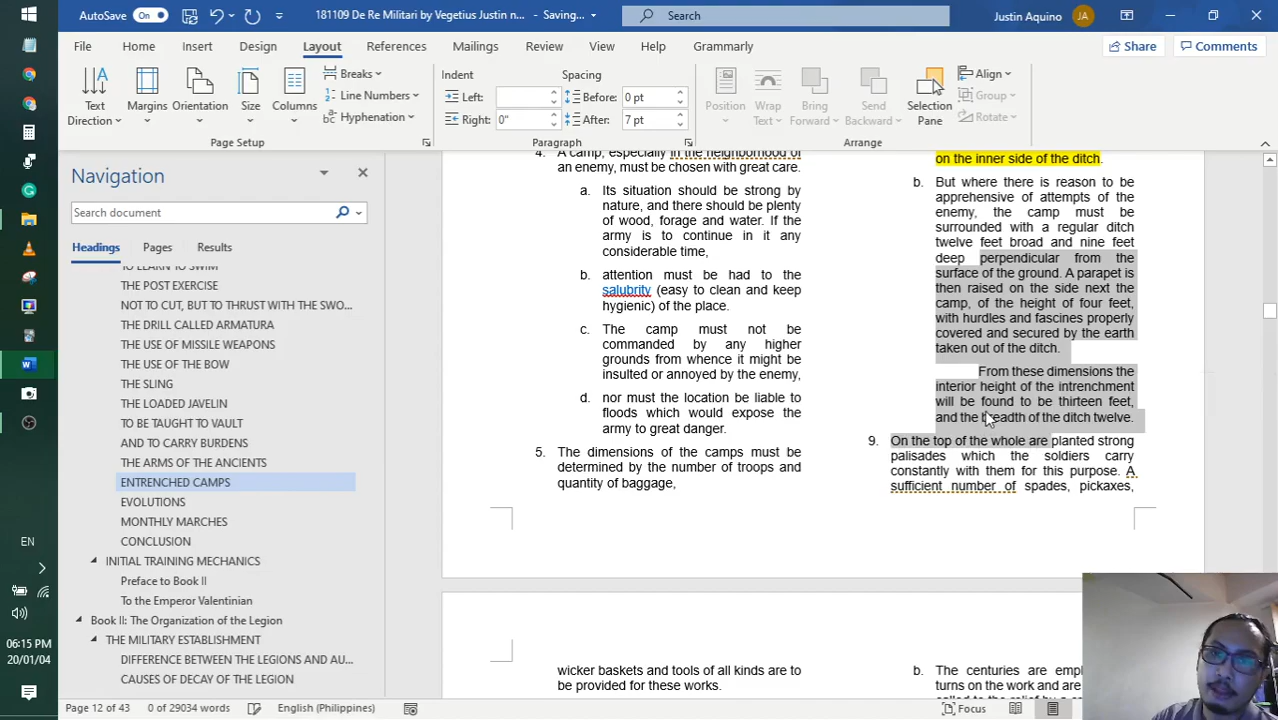 AutoSave On
181109 De Re Militari by Vegetius Justin n... - Saving...
Search
Justin Aquino JA
File Home Insert Design Layout References Mailings Review View Help Grammarly
Share Comments
Text Direction
Margins
Orientation
Size
Columns
Breaks
Line Numbers
Hyphenation
Page Setup
Indent
Left:
Right: 0"
Spacing
Before: 0 pt
After: 7 pt
Paragraph
Position
Wrap Text
Bring Forward
Send Backward
Selection Pane
Align
Group
Rotate
Arrange
Navigation
Search document
Headings Pages Results
TO LEARN TO SWIM
THE POST EXERCISE
NOT TO CUT, BUT TO THRUST WITH THE SWO...
THE DRILL CALLED ARMATURA
THE USE OF MISSILE WEAPONS
THE USE OF THE BOW
THE SLING
THE LOADED JAVELIN
TO BE TAUGHT TO VAULT
AND TO CARRY BURDENS
THE ARMS OF THE ANCIENTS
ENTRENCHED CAMPS
EVOLUTIONS
MONTHLY MARCHES
CONCLUSION
INITIAL TRAINING MECHANICS
Preface to Book II
To the Emperor Valentinian
Book II: The Organization of the Legion
THE MILITARY ESTABLISHMENT
DIFFERENCE BETWEEN THE LEGIONS AND AU...
CAUSES OF DECAY OF THE LEGION
4. A camp, especially in the neighborhood of
an enemy, must be chosen with great care.
a. Its situation should be strong by
nature, and there should be plenty
of wood, forage and water. If the
army is to continue in it any
considerable time,
b. attention must be had to the
salubrity (easy to clean and keep
hygienic) of the place.
c. The camp must not be
commanded by any higher
grounds from whence it might be
insulted or annoyed by the enemy,
d. nor must the location be liable to
floods which would expose the
army to great danger.
5. The dimensions of the camps must be
determined by the number of troops and
quantity of baggage,
on the inner side of the ditch.
b. But where there is reason to be
apprehensive of attempts of the
enemy, the camp must be
surrounded with a regular ditch
twelve feet broad and nine feet
deep perpendicular from the
surface of the ground. A parapet is
then raised on the side next the
camp, of the height of four feet,
with hurdles and fascines properly
covered and secured by the earth
taken out of the ditch.
From these dimensions the
interior height of the intrenchment
will be found to be thirteen feet,
and the breadth of the ditch twelve.
9. On the top of the whole are planted strong
palisades which the soldiers carry
constantly with them for this purpose. A
sufficient number of spades, pickaxes,
wicker baskets and tools of all kinds are to
be provided for these works.
b. The centuries are
turns on the work and are
EN
06:15 PM
20/01/04
Page 12 of 43 0 of 29034 words English (Philippines)
Focus